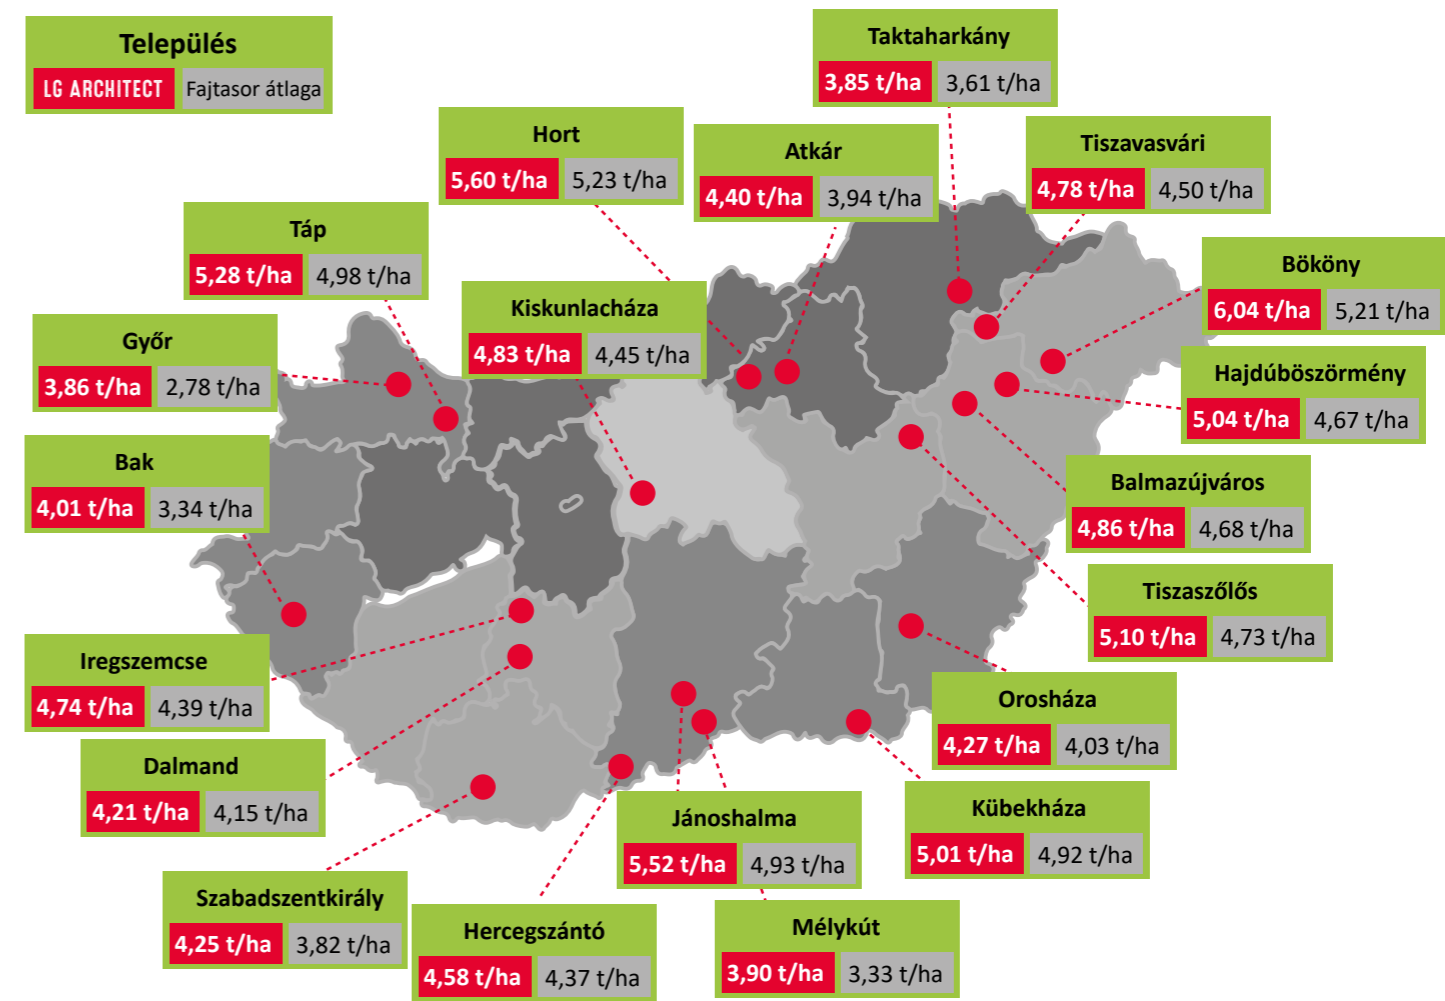 Település
LG ARCHITECT Fajtasor átlaga
Taktaharkány
3,85 t/ha 3,61 t/ha
Hort
5,60 t/ha 5,23 t/ha
Atkár
4,40 t/ha 3,94 t/ha
Tiszavasvári
4,78 t/ha 4,50 t/ha
Táp
5,28 t/ha 4,98 t/ha
Kiskunlacháza
4,83 t/ha 4,45 t/ha
Bököny
6,04 t/ha 5,21 t/ha
Győr
3,86 t/ha 2,78 t/ha
Hajdúböszörmény
5,04 t/ha 4,67 t/ha
Bak
4,01 t/ha 3,34 t/ha
Balmazújváros
4,86 t/ha 4,68 t/ha
Tiszaszőlős
5,10 t/ha 4,73 t/ha
Iregszemcse
4,74 t/ha 4,39 t/ha
Orosháza
4,27 t/ha 4,03 t/ha
Dalmand
4,21 t/ha 4,15 t/ha
Jánoshalma
5,52 t/ha 4,93 t/ha
Kübekháza
5,01 t/ha 4,92 t/ha
Szabadszentkirály
4,25 t/ha 3,82 t/ha
Hercegszántó
4,58 t/ha 4,37 t/ha
Mélykút
3,90 t/ha 3,33 t/ha